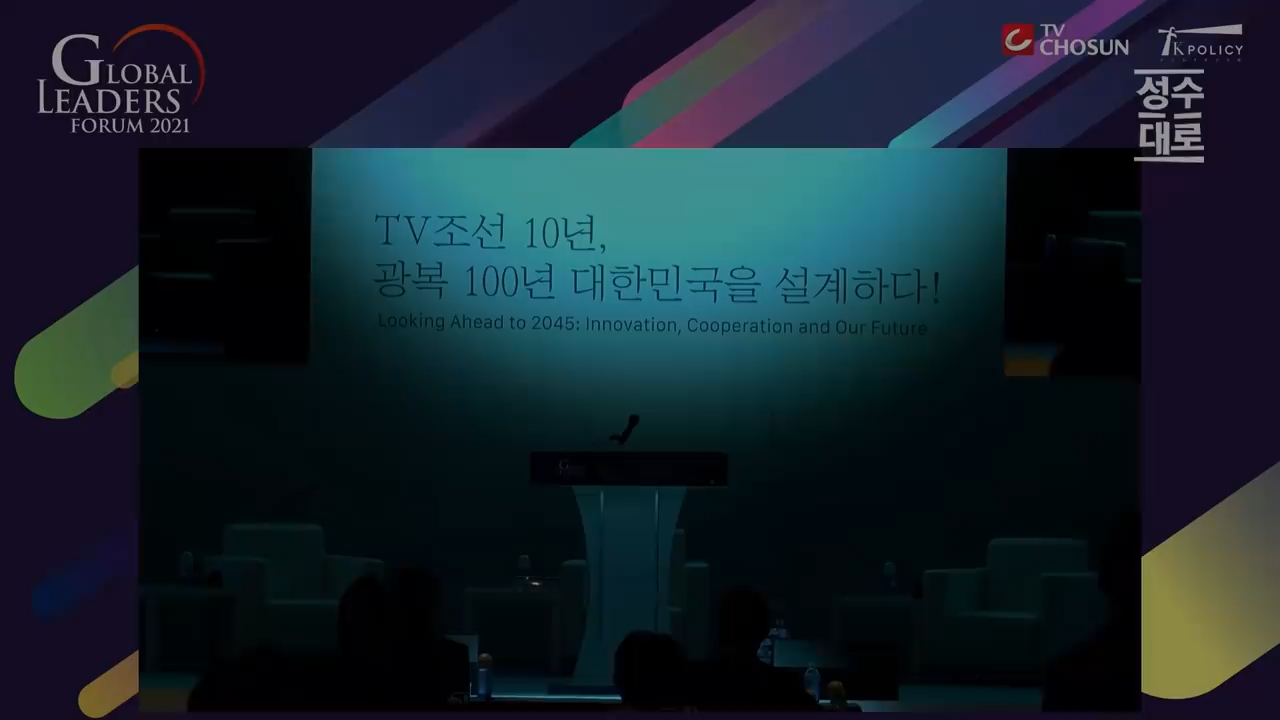 GLOBAL
LEADERS
FORUM 2021
TV
CHOSUN
KPOLICY
성수
대로
TV조선 10년,
광복 100년 대한민국을 설계하다!
Looking Ahead to 2045: Innovation, Cooperation and Our Future